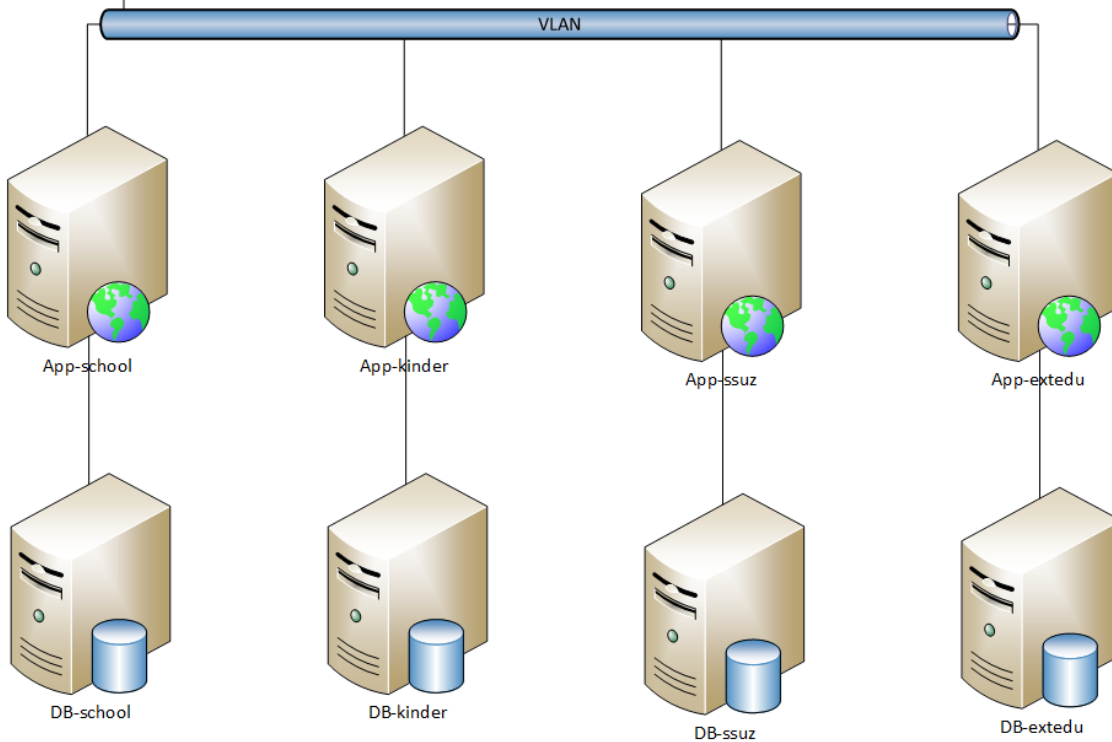 VLAN
App-school
App-kinder
App-ssuz
App-extedu
DB-school
DB-kinder
DB-ssuz
DB-extedu